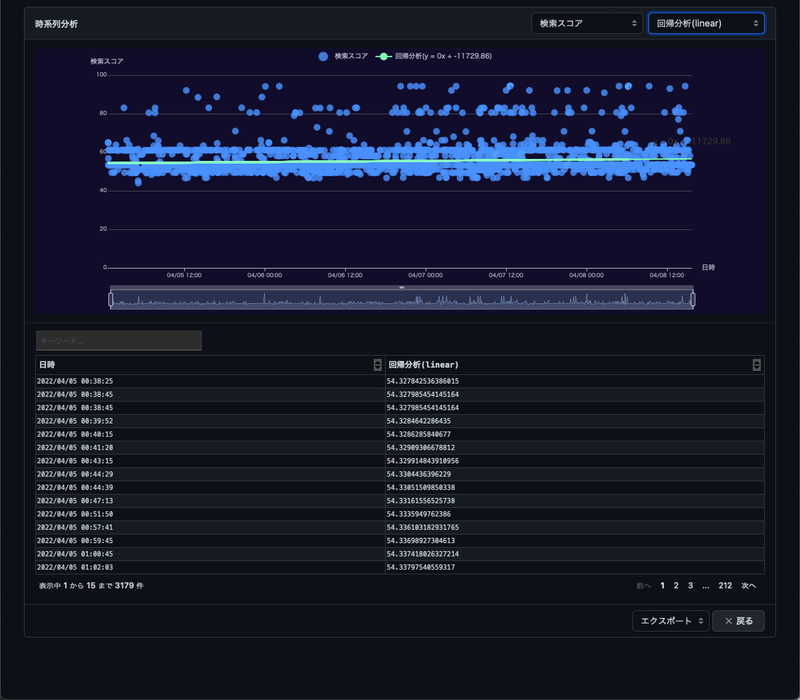 時系列分析
検索スコア
回帰分析(linear)
検索スコア
検索スコア 回帰分析(y = 0x + -11729.86)
100
80
60
40
20
0
04/05 12:00 04/06 00:00 04/06 12:00 04/07 00:00 04/07 12:00 04/08 00:00 04/08 12:00
日時
キーワード...
日時 回帰分析(linear)
2022/04/05 00:38:25 54.327842536386015
2022/04/05 00:38:45 54.327985454145164
2022/04/05 00:38:45 54.327985454145164
2022/04/05 00:39:52 54.3284642286435
2022/04/05 00:40:15 54.3286285840677
2022/04/05 00:41:20 54.32909306678812
2022/04/05 00:43:15 54.329914843910956
2022/04/05 00:44:29 54.3304436396229
2022/04/05 00:44:39 54.33051509850338
2022/04/05 00:47:13 54.33161556525738
2022/04/05 00:51:50 54.3335949762386
2022/04/05 00:57:41 54.336103182931765
2022/04/05 00:59:45 54.33698927304613
2022/04/05 01:00:45 54.337418026327214
2022/04/05 01:02:03 54.33797540559317
表示中 1 から 15 まで 3179 件
前へ 1 2 3 ... 212 次へ
エクスポート
× 戻る